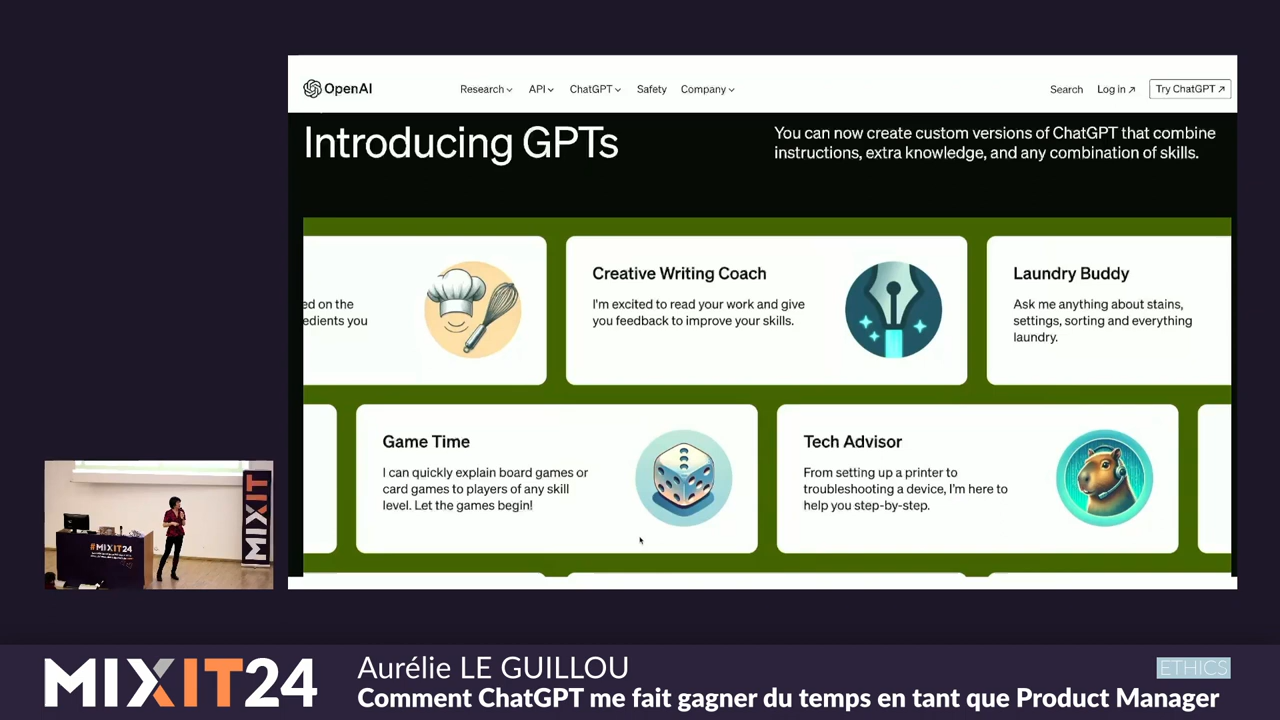 OpenAI
Research API ChatGPT Safety Company Search Log in Try ChatGPT
Introducing GPTs
You can now create custom versions of ChatGPT that combine
instructions, extra knowledge, and any combination of skills.
ed on the
edients you
Creative Writing Coach
I'm excited to read your work and give
you feedback to improve your skills.
Laundry Buddy
Ask me anything about stains,
settings, sorting and everything
laundry.
Game Time
I can quickly explain board games or
card games to players of any skill
level. Let the games begin!
Tech Advisor
From setting up a printer to
troubleshooting a device, I'm here to
help you step-by-step.
MIXIT
#MIXIT24
MIXIT24
Aurélie LE GUILLOU
ETHICS
Comment ChatGPT me fait gagner du temps en tant que Product Manager